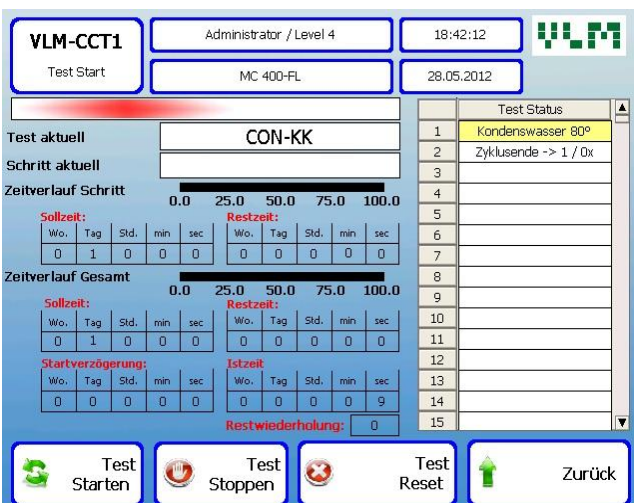 VLM-CCT1
Test Start
Administrator / Level 4
18:42:12
VLM
MC 400-FL
28.05.2012
Test aktuell
CON-KK
Schritt aktuell
Zeitverlauf Schritt
0.0 25.0 50.0 75.0 100.0
Sollzeit: Restzeit:
Wo. Tag Std. min sec Wo. Tag Std. min sec
0 1 0 0 0 0 0 0 0 0
Zeitverlauf Gesamt
0.0 25.0 50.0 75.0 100.0
Sollzeit: Restzeit:
Wo. Tag Std. min sec Wo. Tag Std. min sec
0 1 0 0 0 0 0 0 0 0
Startverzögerung: Istzeit
Wo. Tag Std. min sec Wo. Tag Std. min sec
0 0 0 0 0 0 0 0 0 9
Restwiederholung: 0
Test Status
1 Kondenswasser 80º
2 Zyklusende -> 1 / 0x
3
4
5
6
7
8
9
10
11
12
13
14
15
Test Starten
Test Stoppen
Test Reset
Zurück